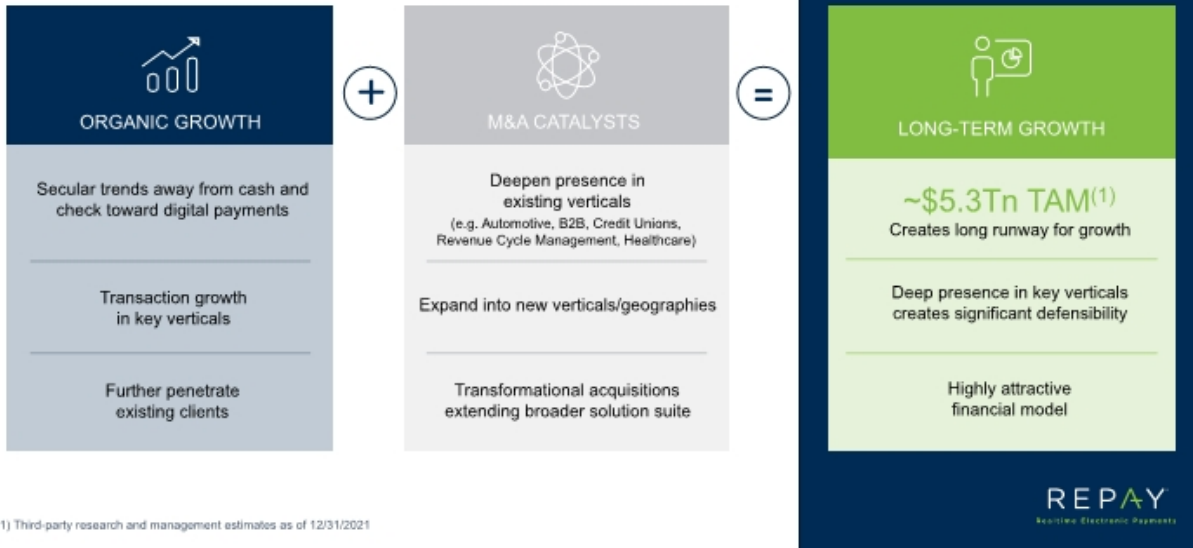 ORGANIC GROWTH
Secular trends away from cash and
check toward digital payments
Transaction growth
in key verticals
Further penetrate
existing clients
+
M&A CATALYSTS
Deepen presence in
existing verticals
(e.g. Automotive, B2B, Credit Unions,
Revenue Cycle Management, Healthcare)
Expand into new verticals/geographies
Transformational acquisitions
extending broader solution suite
=
LONG-TERM GROWTH
~$5.3Tn TAM(1)
Creates long runway for growth
Deep presence in key verticals
creates significant defensibility
Highly attractive
financial model
1) Third-party research and management estimates as of 12/31/2021
REPAY
Realtime Electronic Payments